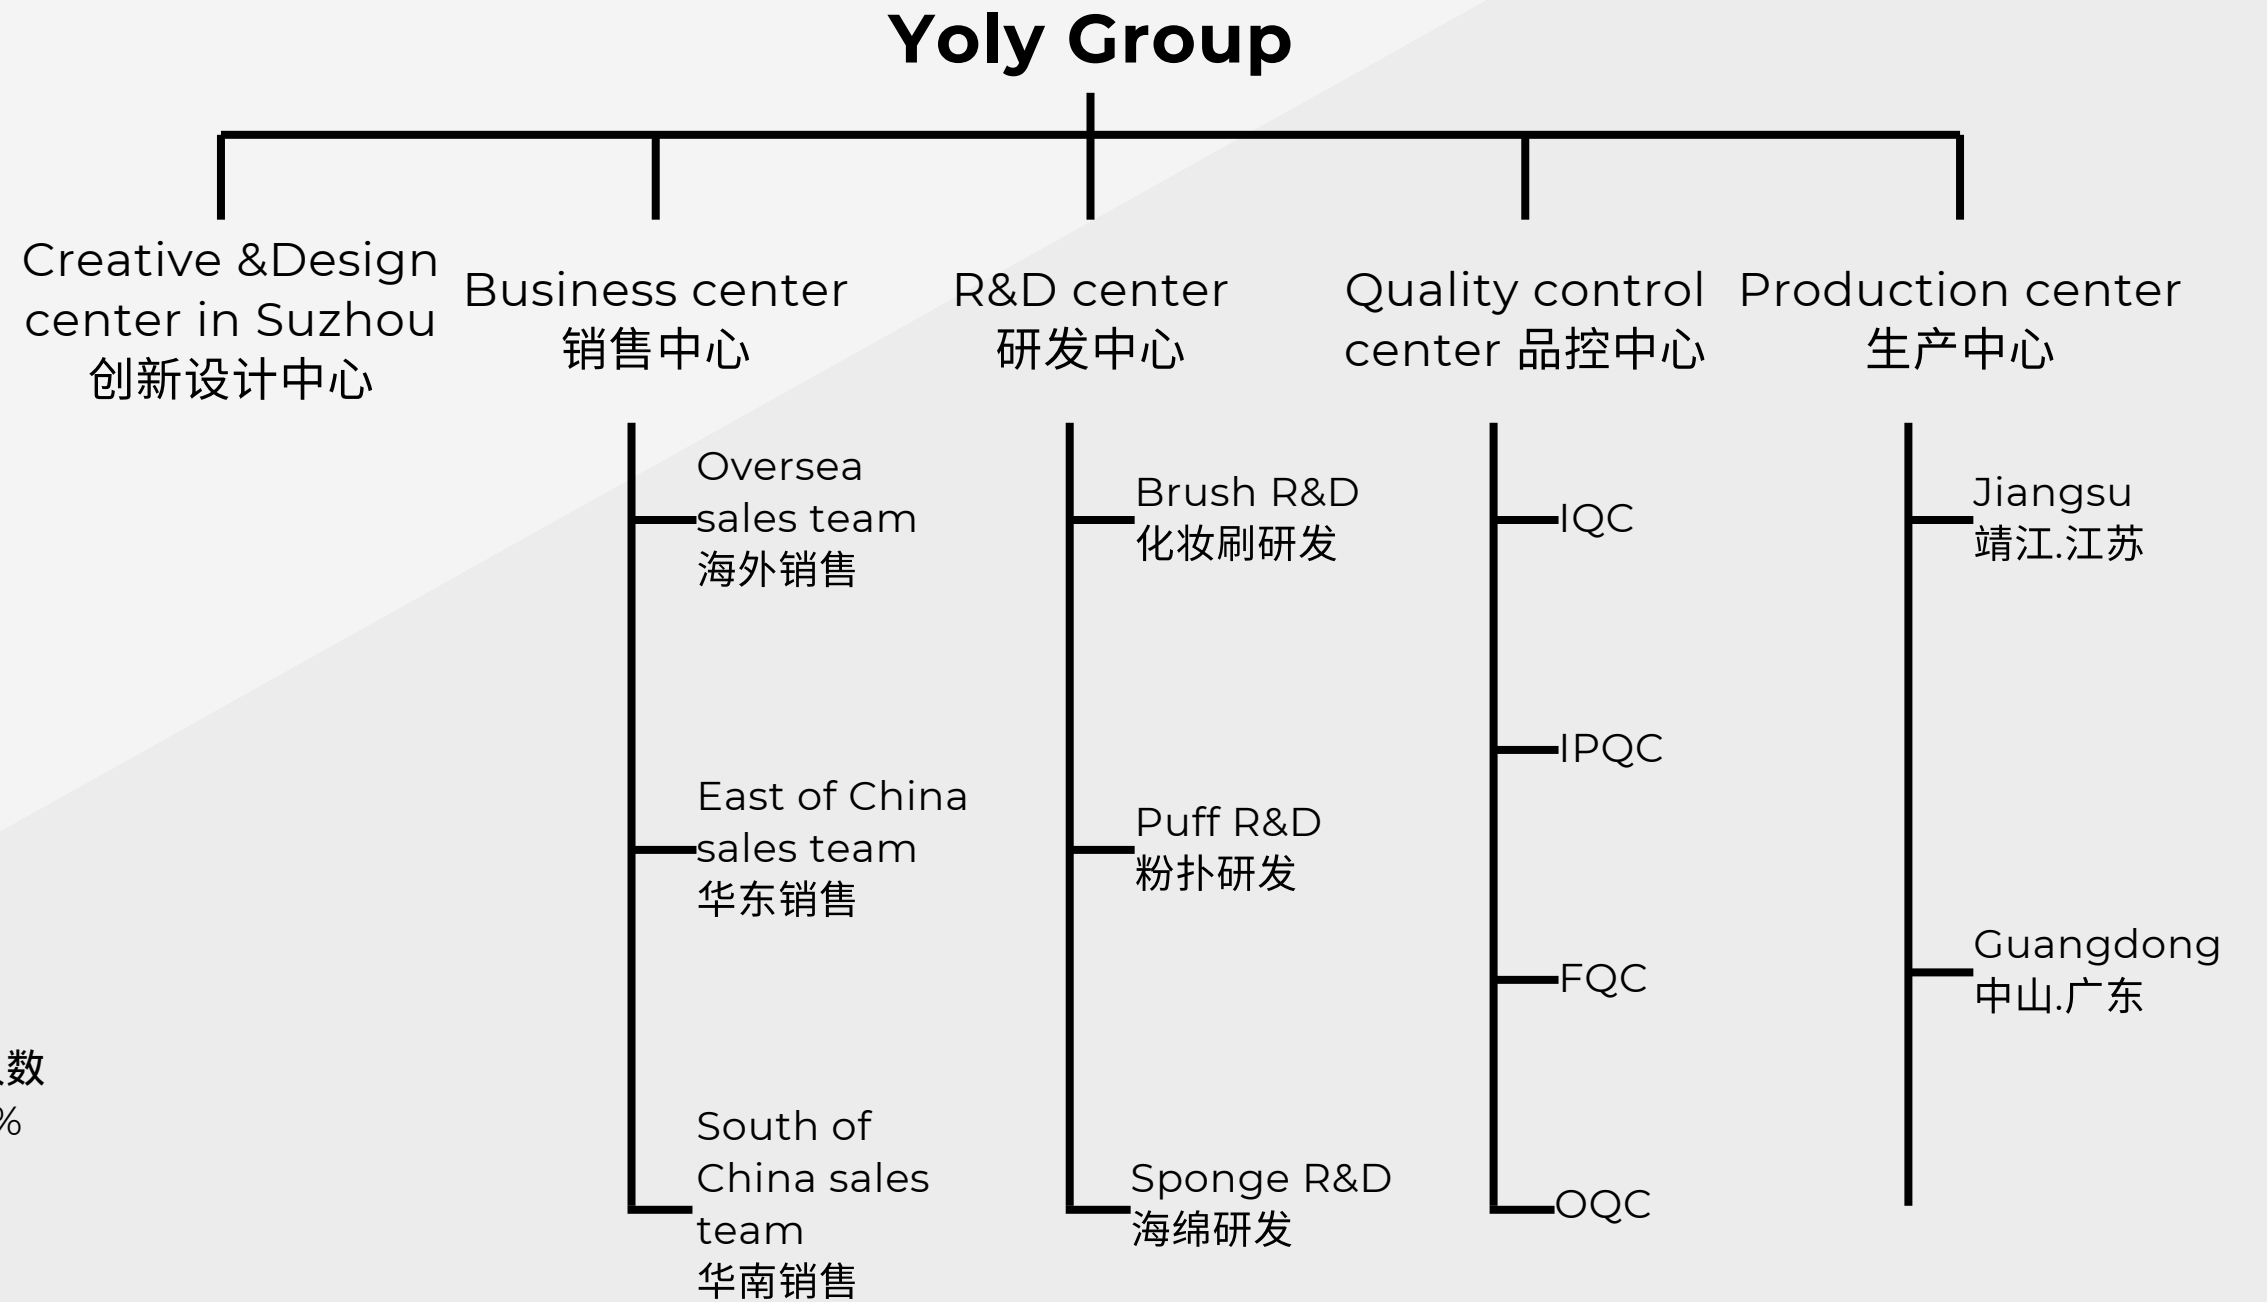 Yoly Group
Creative &Design
center in Suzhou
创新设计中心
Business center
销售中心
R&D center
研发中心
Quality control
center 品控中心
Production center
生产中心
Oversea
sales team
海外销售
East of China
sales team
华东销售
South of
China sales
team
华南销售
Brush R&D
化妆刷研发
Puff R&D
粉扑研发
Sponge R&D
海绵研发
IQC
IPQC
FQC
OQC
Jiangsu
靖江.江苏
Guangdong
中山.广东
数
%